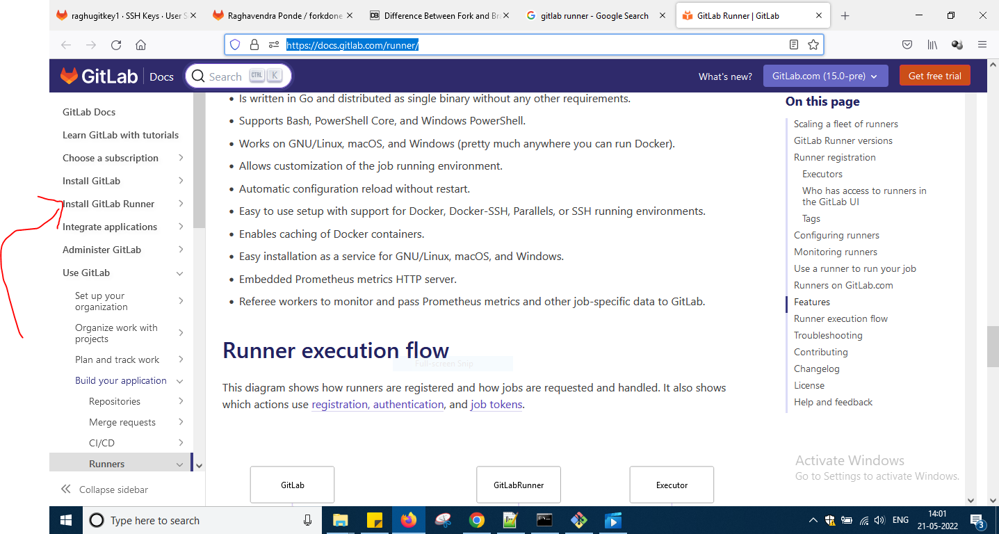 raghugitkey1 · SSH Keys · User S
Raghavendra Ponde / forkdone
DB Difference Between Fork and Bra
gitlab runner - Google Search
GitLab Runner | GitLab
https://docs.gitlab.com/runner/
GitLab Docs
Search CTRL K
What's new?
GitLab.com (15.0-pre)
Get free trial
GitLab Docs
Learn GitLab with tutorials
Choose a subscription
Install GitLab
Install GitLab Runner
Integrate applications
Administer GitLab
Use GitLab
Set up your
organization
Organize work with
projects
Plan and track work
Build your application
Repositories
Merge requests
CI/CD
Runners
Collapse sidebar
• Is written in Go and distributed as single binary without any other requirements.
• Supports Bash, PowerShell Core, and Windows PowerShell.
• Works on GNU/Linux, macOS, and Windows (pretty much anywhere you can run Docker).
• Allows customization of the job running environment.
• Automatic configuration reload without restart.
• Easy to use setup with support for Docker, Docker-SSH, Parallels, or SSH running environments.
• Enables caching of Docker containers.
• Easy installation as a service for GNU/Linux, macOS, and Windows.
• Embedded Prometheus metrics HTTP server.
• Referee workers to monitor and pass Prometheus metrics and other job-specific data to GitLab.
Runner execution flow
Full-screen Snip
This diagram shows how runners are registered and how jobs are requested and handled. It also shows
which actions use registration, authentication, and job tokens.
GitLab
GitLabRunner
Executor
On this page
Scaling a fleet of runners
GitLab Runner versions
Runner registration
Executors
Who has access to runners in
the GitLab UI
Tags
Configuring runners
Monitoring runners
Use a runner to run your job
Runners on GitLab.com
Features
Runner execution flow
Troubleshooting
Contributing
Changelog
License
Help and feedback
Activate Windows
Go to Settings to activate Windows.
Type here to search
ENG
14:01
21-05-2022
3